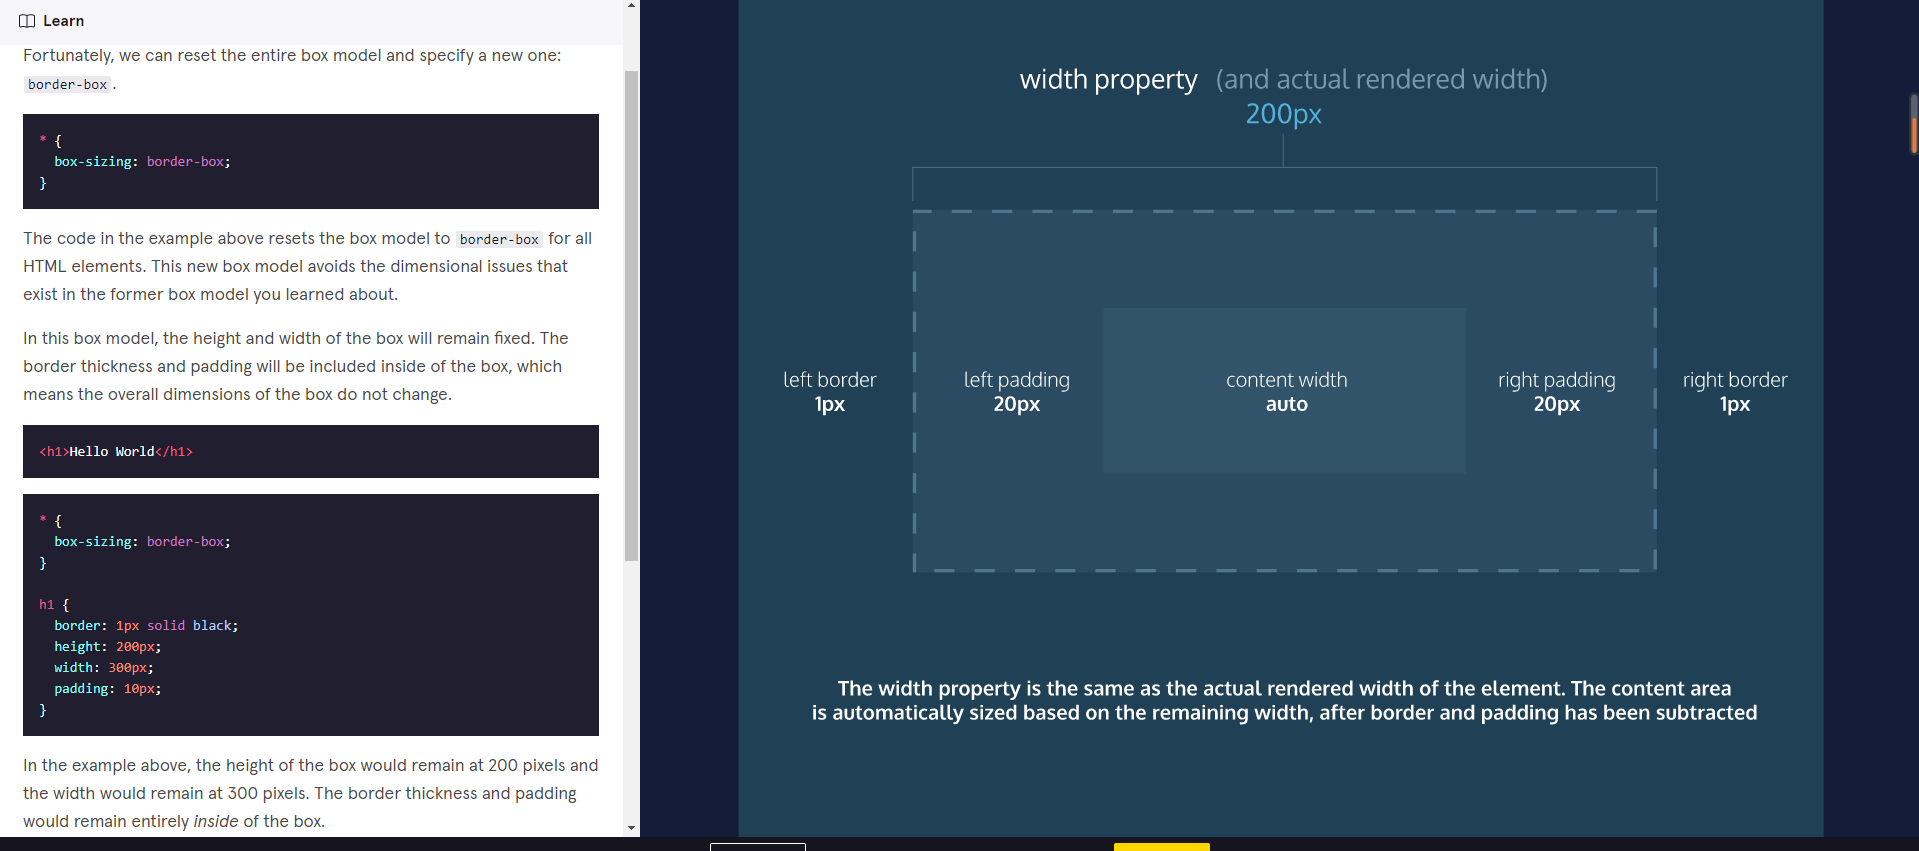 Learn
Fortunately, we can reset the entire box model and specify a new one:
border-box.
* {
  box-sizing: border-box;
}
The code in the example above resets the box model to border-box for all
HTML elements. This new box model avoids the dimensional issues that
exist in the former box model you learned about.
In this box model, the height and width of the box will remain fixed. The
border thickness and padding will be included inside of the box, which
means the overall dimensions of the box do not change.
<h1>Hello World</h1>
* {
  box-sizing: border-box;
}
h1 {
  border: 1px solid black;
  height: 200px;
  width: 300px;
  padding: 10px;
}
In the example above, the height of the box would remain at 200 pixels and
the width would remain at 300 pixels. The border thickness and padding
would remain entirely inside of the box.
width property (and actual rendered width)
200px
left border
1px
left padding
20px
content width
auto
right padding
20px
right border
1px
The width property is the same as the actual rendered width of the element. The content area
is automatically sized based on the remaining width, after border and padding has been subtracted